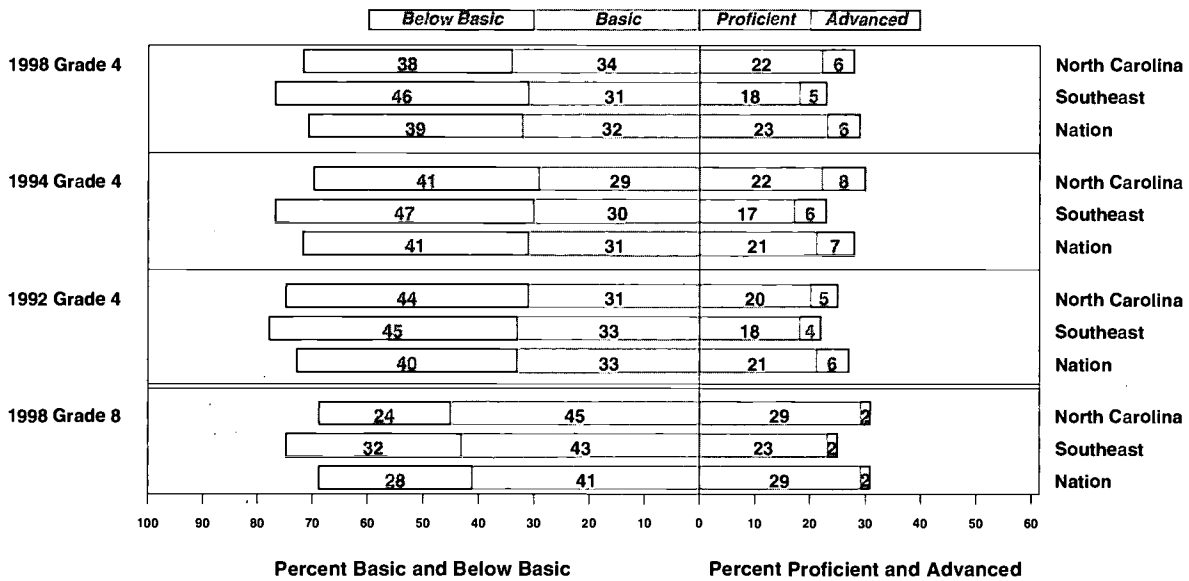 Below Basic Basic Proficient Advanced
1998 Grade 4 38 34 22 6 North Carolina
46 31 18 5 Southeast
39 32 23 6 Nation
1994 Grade 4 41 29 22 8 North Carolina
47 30 17 6 Southeast
41 31 21 7 Nation
1992 Grade 4 44 31 20 5 North Carolina
45 33 18 4 Southeast
40 33 21 6 Nation
1998 Grade 8 24 45 29 2 North Carolina
32 43 23 2 Southeast
28 41 29 2 Nation
100 90 80 70 60 50 40 30 20 10 0 10 20 30 40 50 60
Percent Basic and Below Basic Percent Proficient and Advanced